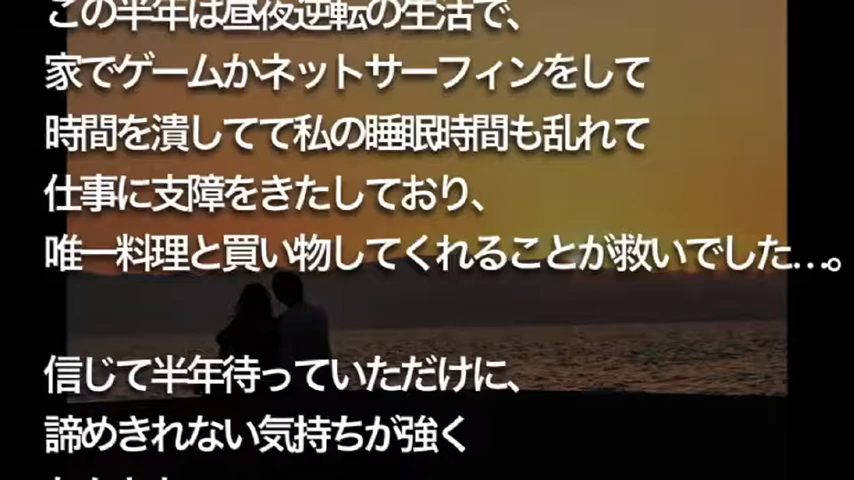 この半年は昼夜逆転の生活で、
家でゲームかネットサーフィンをして
時間を潰してて私の睡眠時間も乱れて
仕事に支障をきたしており、
唯一料理と買い物してくれることが救いでした…。
信じて半年待っていただけに、
諦めきれない気持ちが強く